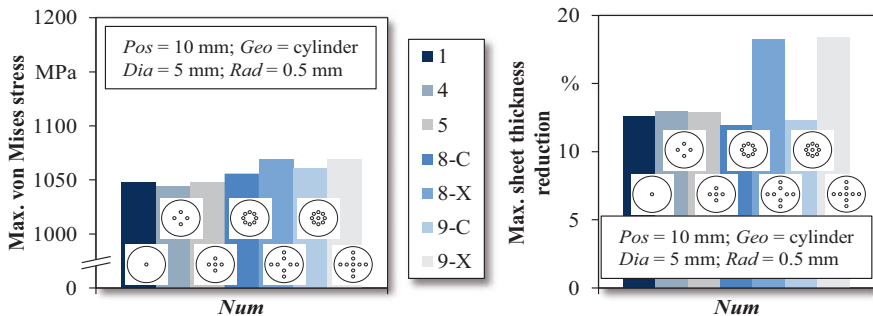 1200
MPa
1100
1050
1000
0
Max. von Mises stress
Pos = 10 mm; Geo = cylinder
Dia = 5 mm; Rad = 0.5 mm
Num
1
4
5
8-C
8-X
9-C
9-X
20
%
10
5
0
Max. sheet thickness
reduction
Pos = 10 mm; Geo = cylinder
Dia = 5 mm; Rad = 0.5 mm
Num